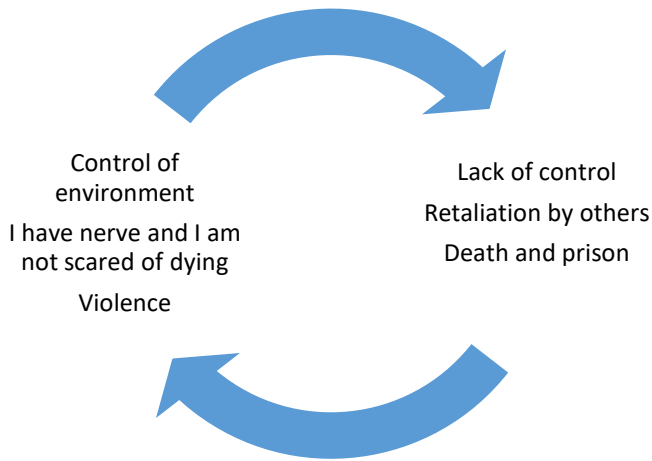 Control of
environment
I have nerve and I am
not scared of dying
Violence
Lack of control
Retaliation by others
Death and prison